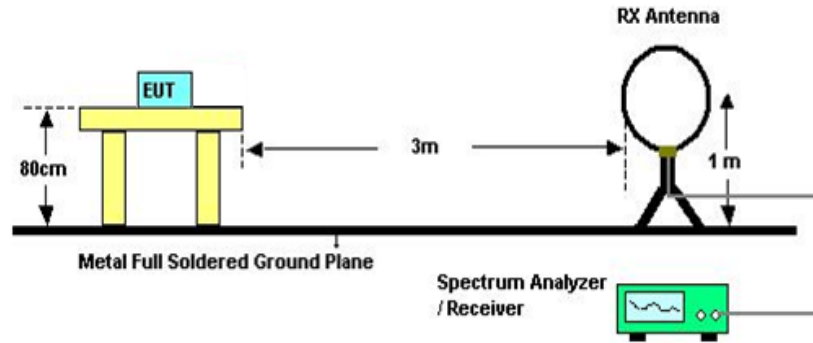 RX Antenna
EUT
3m
80cm
1 m
Metal Full Soldered Ground Plane
Spectrum Analyzer
/ Receiver